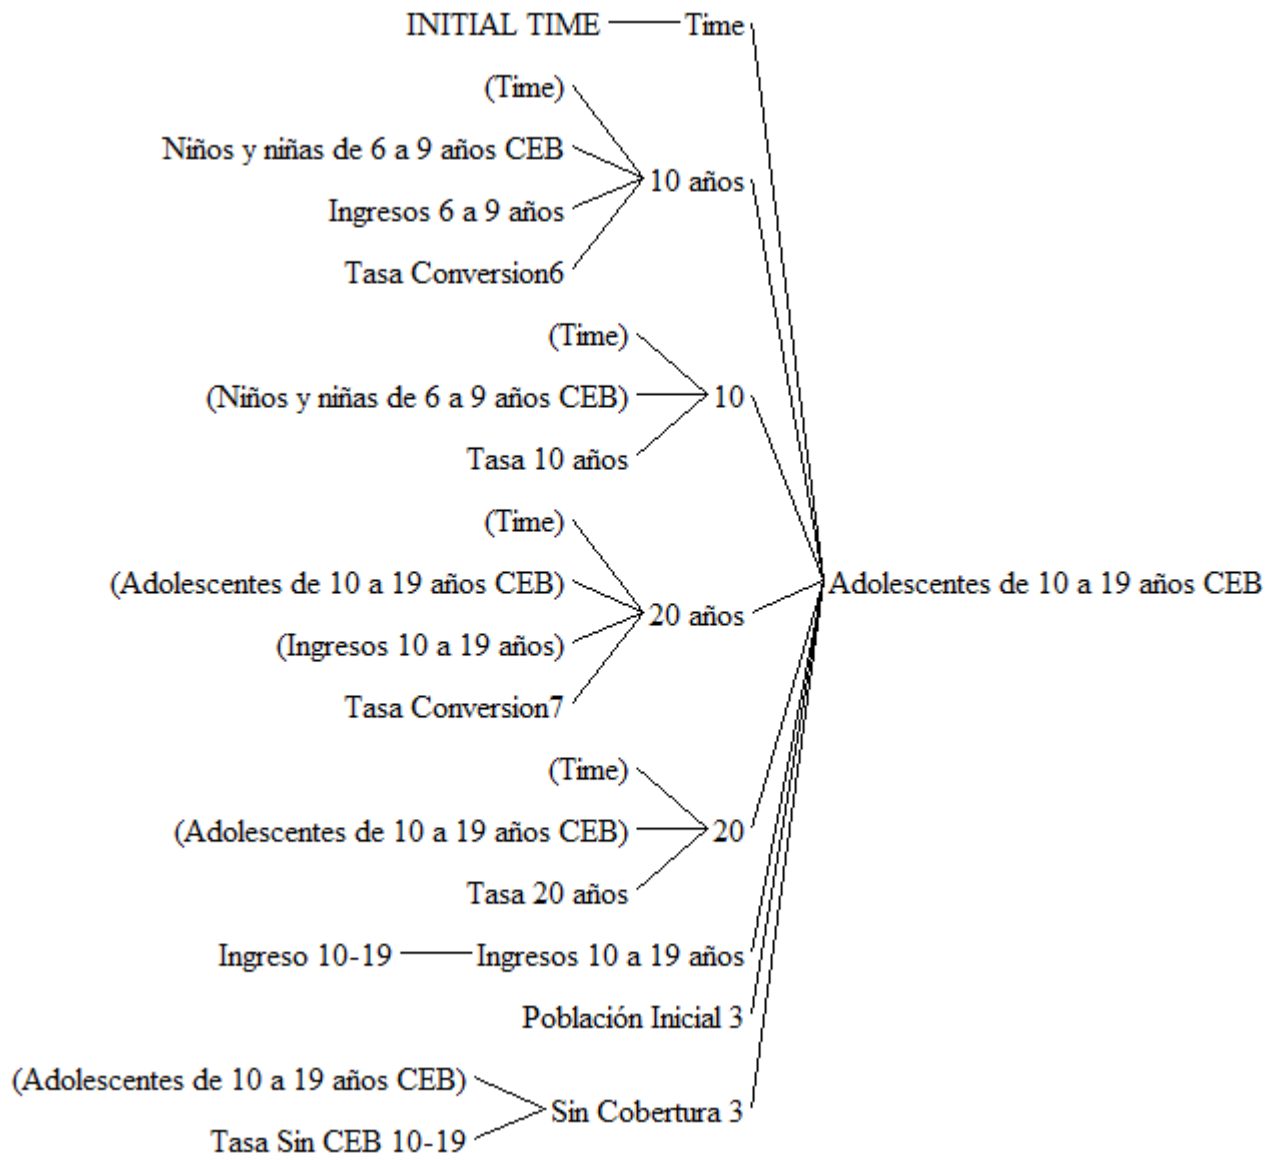 INITIAL TIME Time
(Time)
Niños y niñas de 6 a 9 años CEB
10 años
Ingresos 6 a 9 años
Tasa Conversion6
(Time)
(Niños y niñas de 6 a 9 años CEB) 10
Tasa 10 años
(Time)
(Adolescentes de 10 a 19 años CEB)
Adolescentes de 10 a 19 años CEB
20 años
(Ingresos 10 a 19 años)
Tasa Conversion7
(Time)
(Adolescentes de 10 a 19 años CEB) 20
Tasa 20 años
Ingreso 10-19 Ingresos 10 a 19 años
Población Inicial 3
(Adolescentes de 10 a 19 años CEB)
Sin Cobertura 3
Tasa Sin CEB 10-19